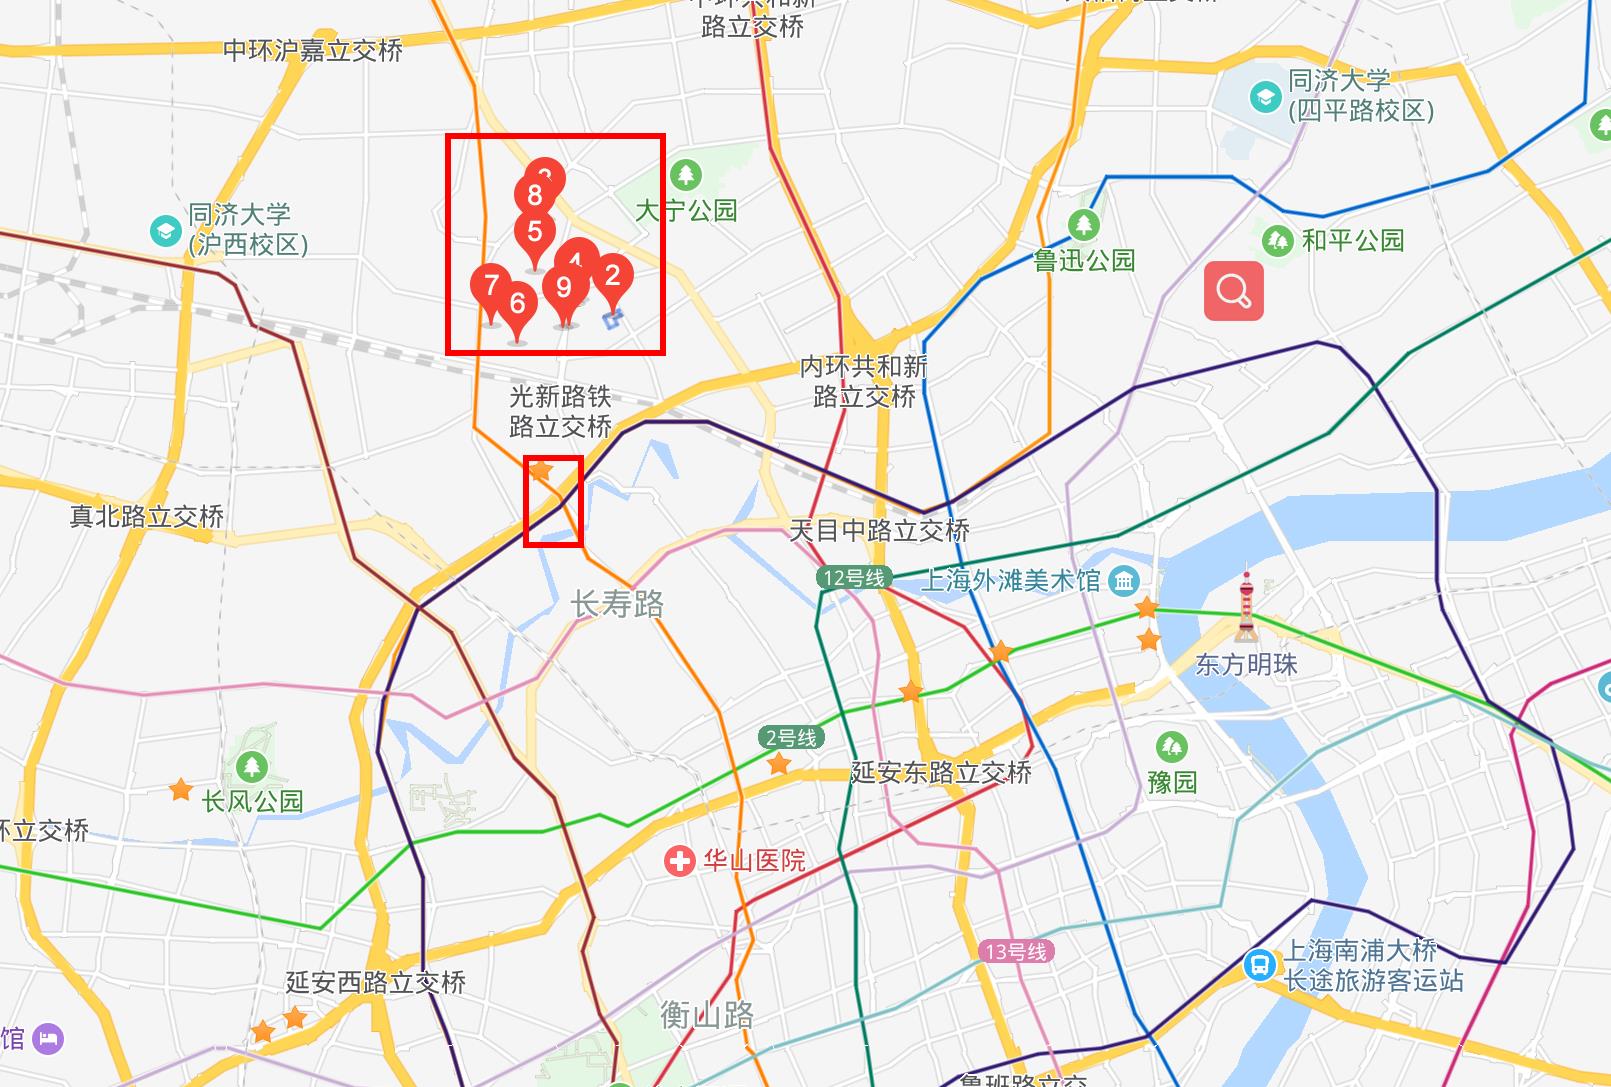 路立交桥
中环沪嘉立交桥
同济大学
(四平路校区)
8
大宁公园
同济大学
(沪西校区)
5
鲁迅公园
和平公园
7
6
9
2
内环共和新
路立交桥
光新路铁
路立交桥
真北路立交桥
天目中路立交桥
12号线
上海外滩美术馆
长寿路
东方明珠
2号线
延安东路立交桥
豫园
长风公园
环立交桥
华山医院
13号线
上海南浦大桥
长途旅游客运站
延安西路立交桥
衡山路
馆